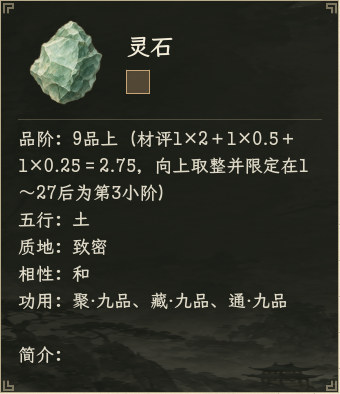 灵石
品阶：9品上（材评1×2＋1×0.5＋
1×0.25＝2.75，向上取整并限定在1
～27后为第3小阶）
五行：土
质地：致密
相性：和
功用：聚·九品、藏·九品、通·九品
简介：